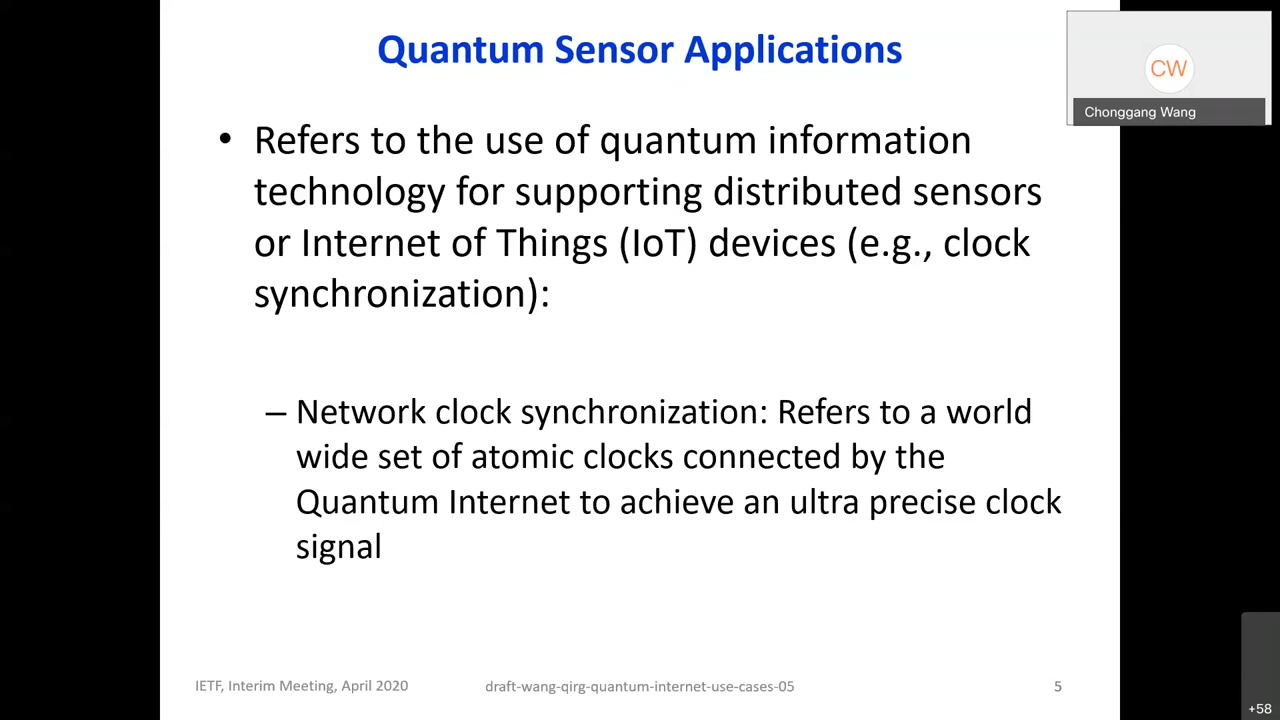 Quantum Sensor Applications
CW
Chonggang Wang
• Refers to the use of quantum information
technology for supporting distributed sensors
or Internet of Things (IoT) devices (e.g., clock
synchronization):
– Network clock synchronization: Refers to a world
wide set of atomic clocks connected by the
Quantum Internet to achieve an ultra precise clock
signal
IETF, Interim Meeting, April 2020
draft-wang-qirg-quantum-internet-use-cases-05
5
+58